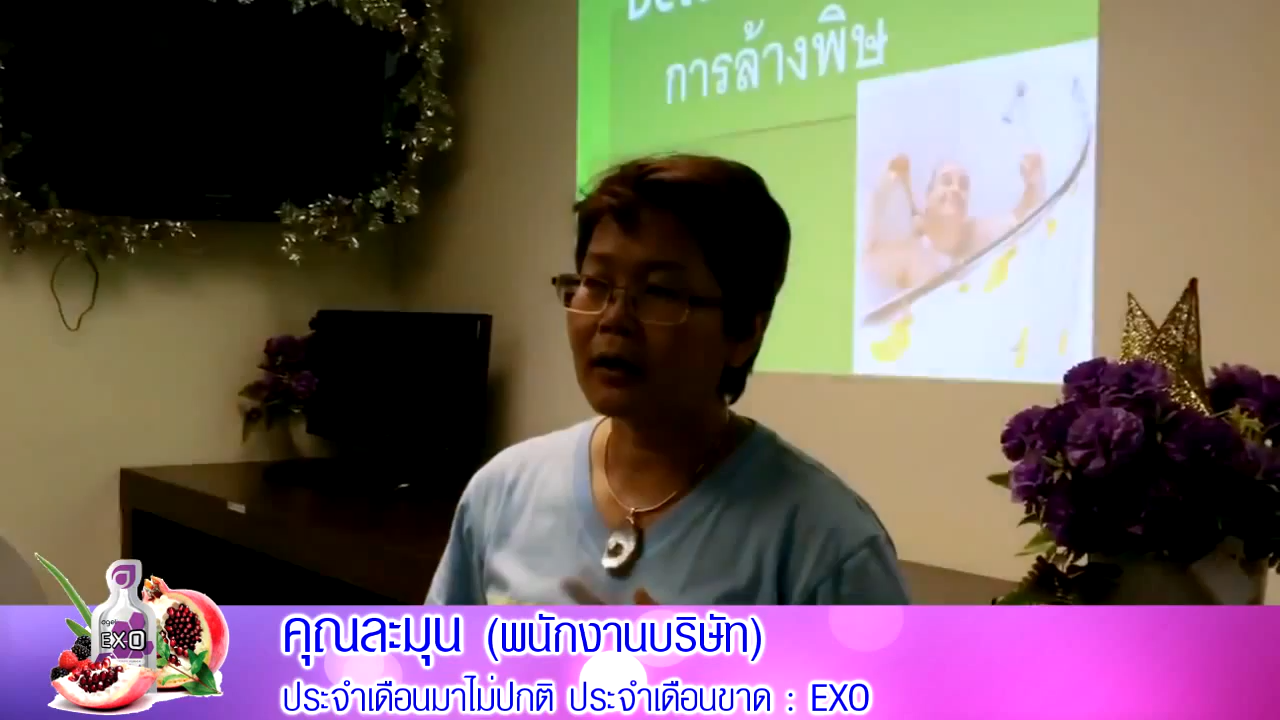 การล้างพิษ
agel
EXO
คุณละมุน (พนักงานบริษัท)
ประจำเดือนมาไม่ปกติ ประจำเดือนขาด : EXO